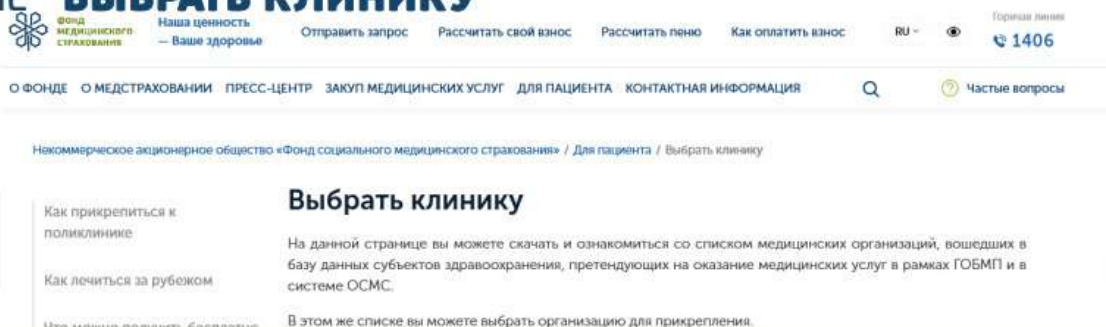 ВЫБРАТЬ КЛИНИКУ
ФОНД
МЕДИЦИНСКОГО
СТРАХОВАНИЯ
Наша ценность
— Ваше здоровье
Отправить запрос
Рассчитать свой взнос
Рассчитать пеню
Как оплатить взнос
RU
Горячая линия
1406
О ФОНДЕ О МЕДСТРАХОВАНИИ ПРЕСС-ЦЕНТР ЗАКУП МЕДИЦИНСКИХ УСЛУГ ДЛЯ ПАЦИЕНТА КОНТАКТНАЯ ИНФОРМАЦИЯ
Частые вопросы
Некоммерческое акционерное общество «Фонд социального медицинского страхования» / Для пациента / Выбрать клинику
Как прикрепиться к
поликлинике
Как лечиться за рубежом
Что можно получить бесплатно
Выбрать клинику
На данной странице вы можете скачать и ознакомиться со списком медицинских организаций, вошедших в
базу данных субъектов здравоохранения, претендующих на оказание медицинских услуг в рамках ГОБМП и в
системе ОСМС.
В этом же списке вы можете выбрать организацию для прикрепления.